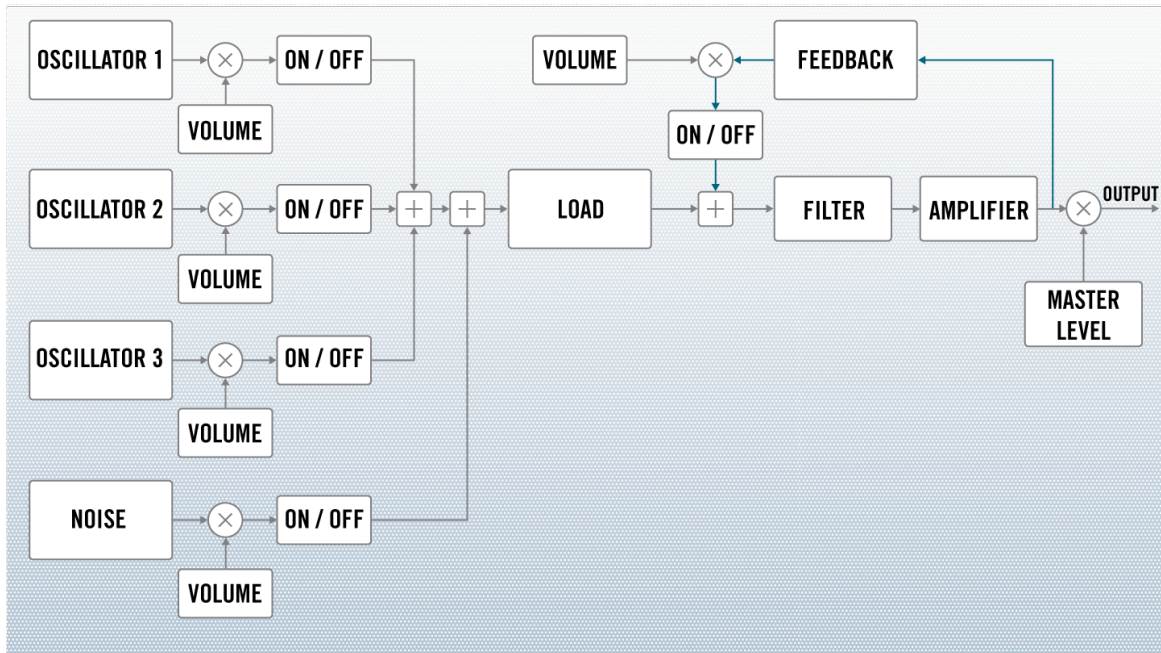 OSCILLATOR 1
ON / OFF
VOLUME
VOLUME
FEEDBACK
ON / OFF
OSCILLATOR 2
ON / OFF
VOLUME
LOAD
FILTER
AMPLIFIER
OUTPUT
MASTER
LEVEL
OSCILLATOR 3
ON / OFF
VOLUME
NOISE
ON / OFF
VOLUME